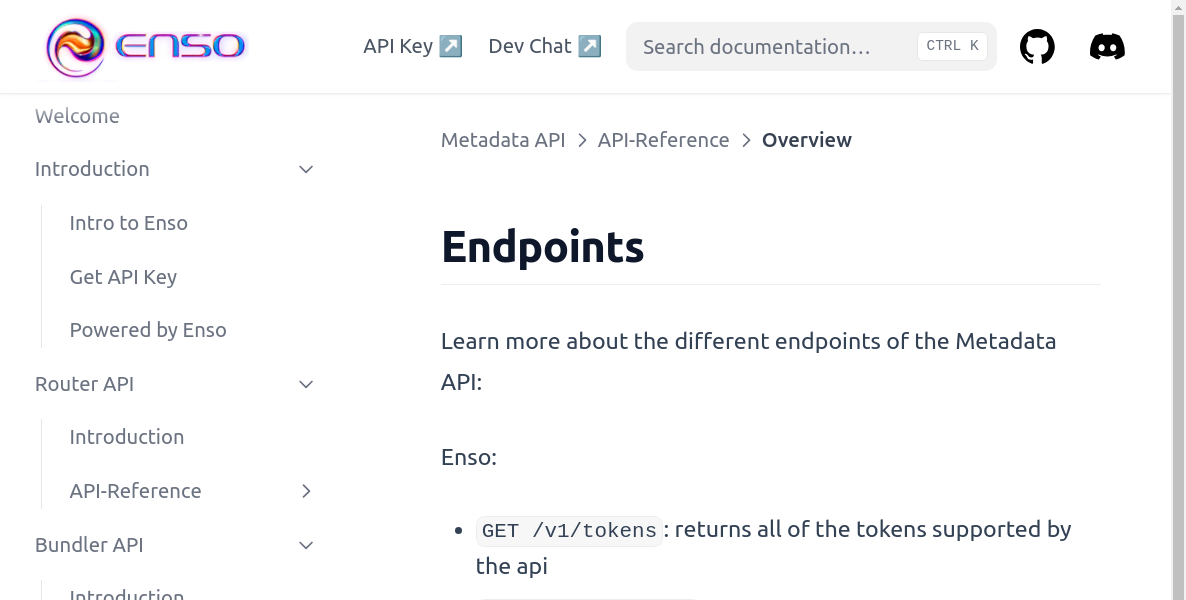 ENSO
API Key ↗
Dev Chat ↗
Search documentation…
CTRL K
Welcome
Introduction
Intro to Enso
Get API Key
Powered by Enso
Router API
Introduction
API-Reference
Bundler API
Introduction
Metadata API > API-Reference > Overview
Endpoints
Learn more about the different endpoints of the Metadata
API:
Enso:
• GET /v1/tokens: returns all of the tokens supported by
the api